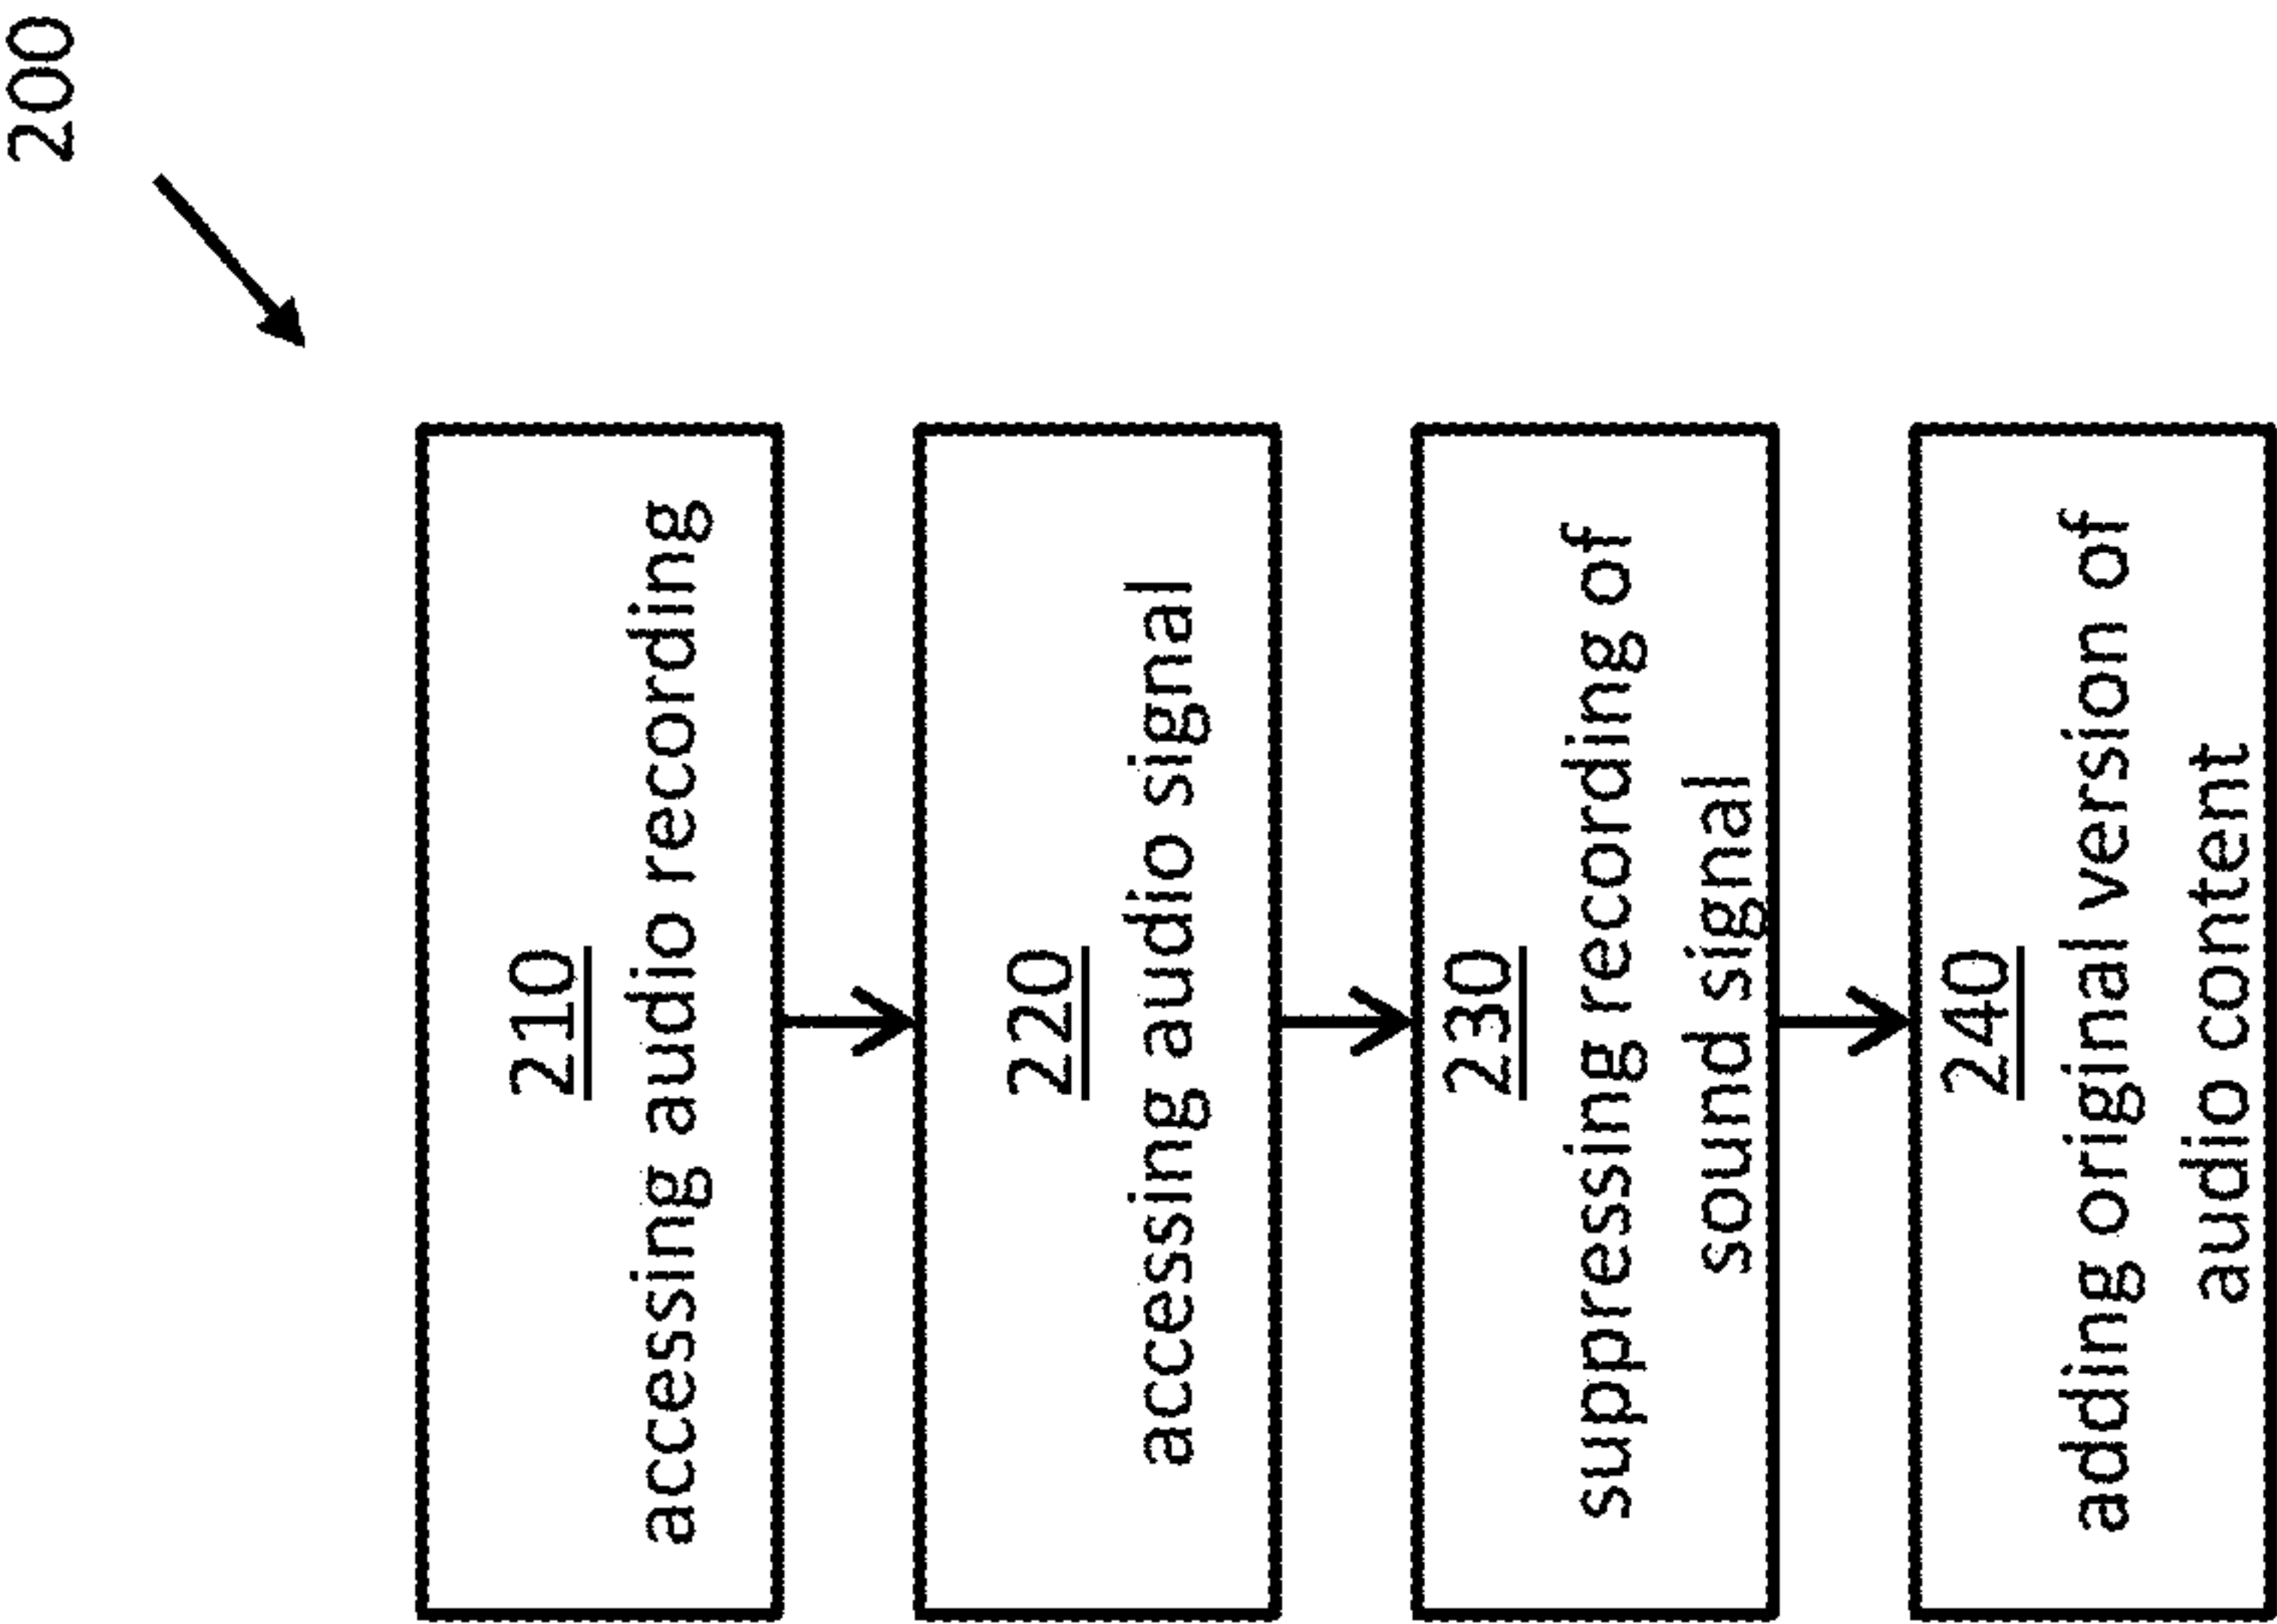 200
210
accessing audio recording
220
accessing audio signal
230
suppressing recording of
sound signal
240
adding original version of
audio content